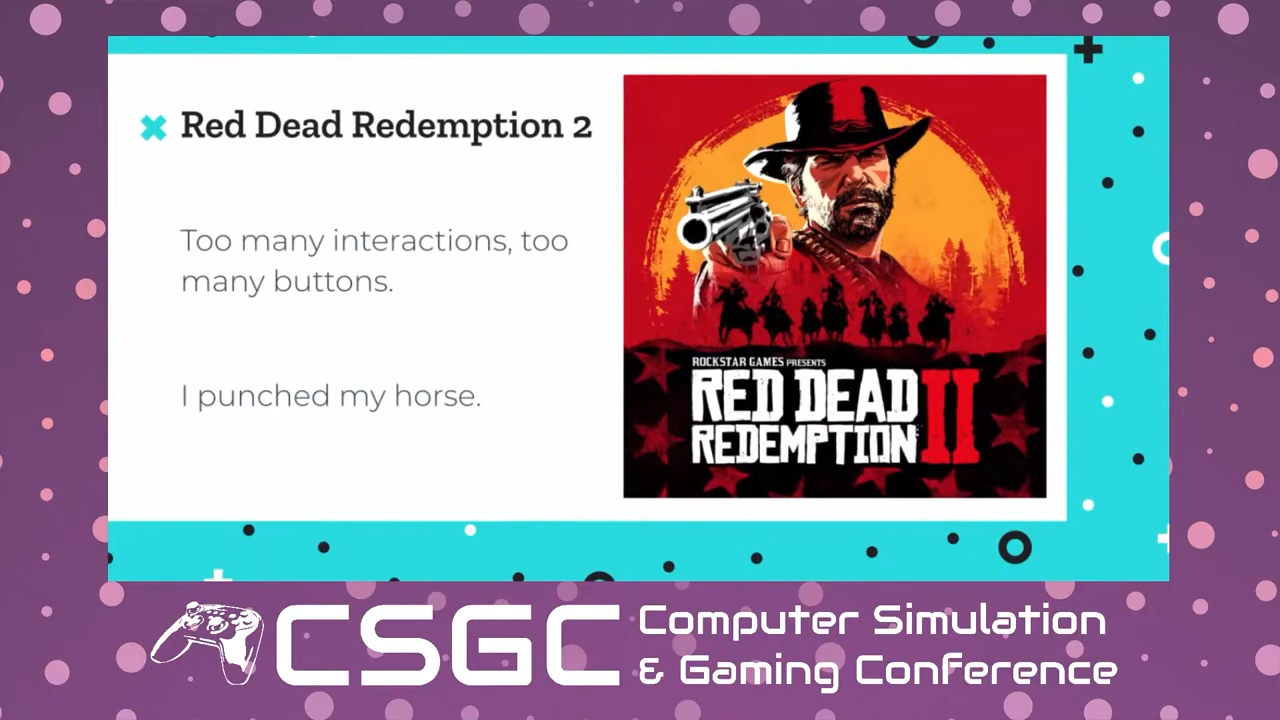 Red Dead Redemption 2
Too many interactions, too
many buttons.
I punched my horse.
ROCKSTAR GAMES PRESENTS
RED DEAD
REDEMPTION II
CSGC
Computer Simulation
& Gaming Conference